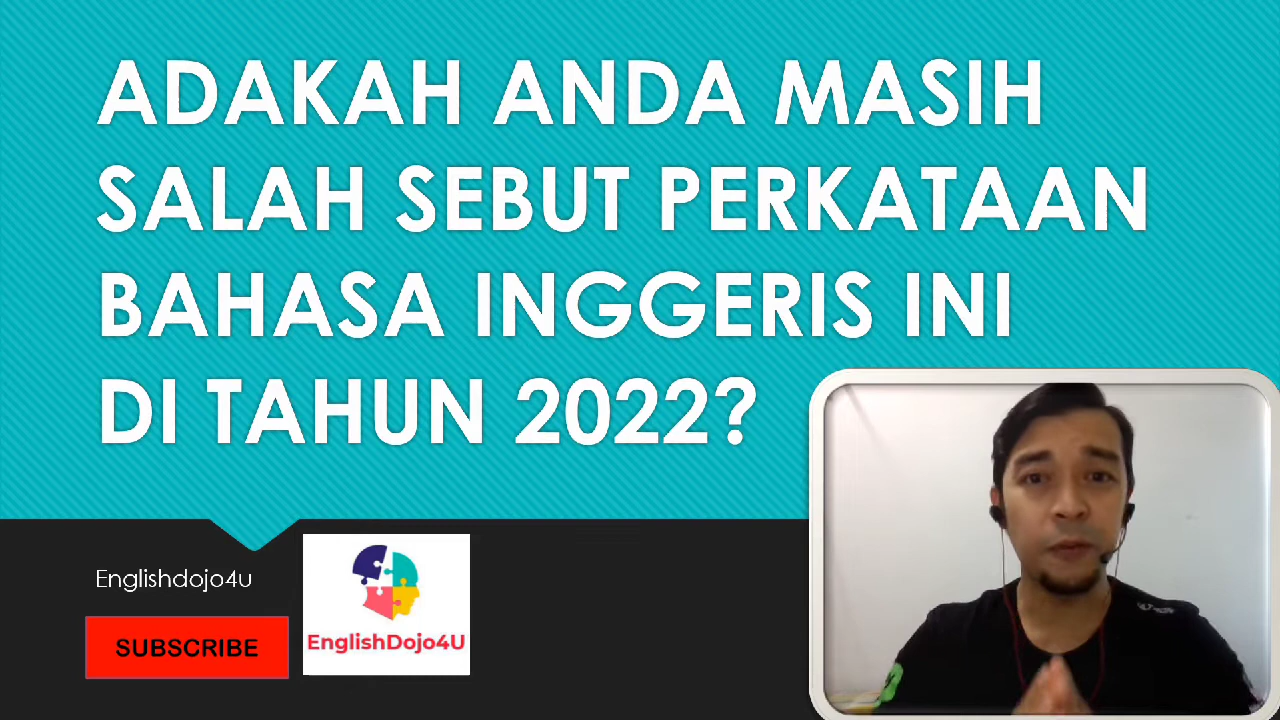 ADAKAH ANDA MASIH
SALAH SEBUT PERKATAAN
BAHASA INGGERIS INI
DI TAHUN 2022?
Englishdojo4u
SUBSCRIBE
EnglishDojo4U